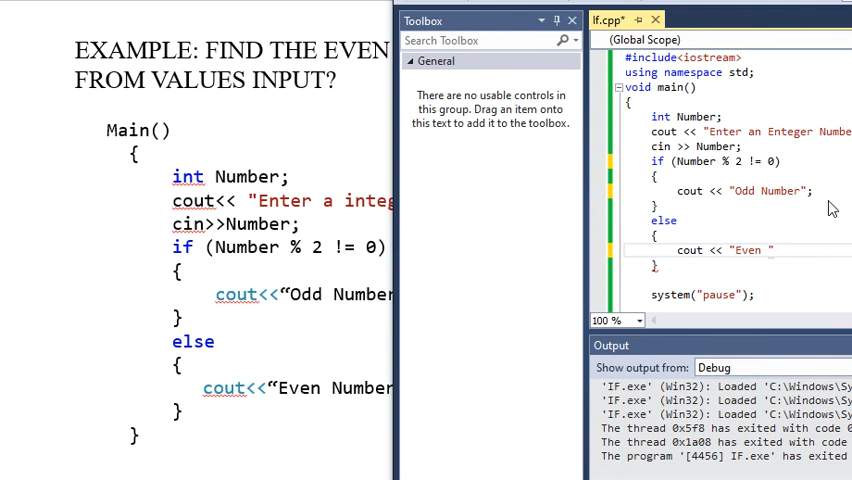 EXAMPLE: FIND THE EVEN
FROM VALUES INPUT?
Main()
{
int Number;
cout<< "Enter a integ
cin>>Number;
if (Number % 2 != 0)
{
cout<<“Odd Number
}
else
{
cout<<“Even Number
}
}
Toolbox
Search Toolbox
General
There are no usable controls in
this group. Drag an item onto
this text to add it to the toolbox.
If.cpp*
(Global Scope)
#include<iostream>
using namespace std;
void main()
{
int Number;
cout << "Enter an Enteger Numbe
cin >> Number;
if (Number % 2 != 0)
{
cout << "Odd Number";
}
else
{
cout << "Even "
}
system("pause");
100 %
Output
Show output from: Debug
'IF.exe' (Win32): Loaded 'C:\Windows\Sy
'IF.exe' (Win32): Loaded 'C:\Windows\Sy
'IF.exe' (Win32): Loaded 'C:\Windows\Sy
The thread 0x5f8 has exited with code 0
The thread 0x1a08 has exited with code
The program '[4456] IF.exe' has exited